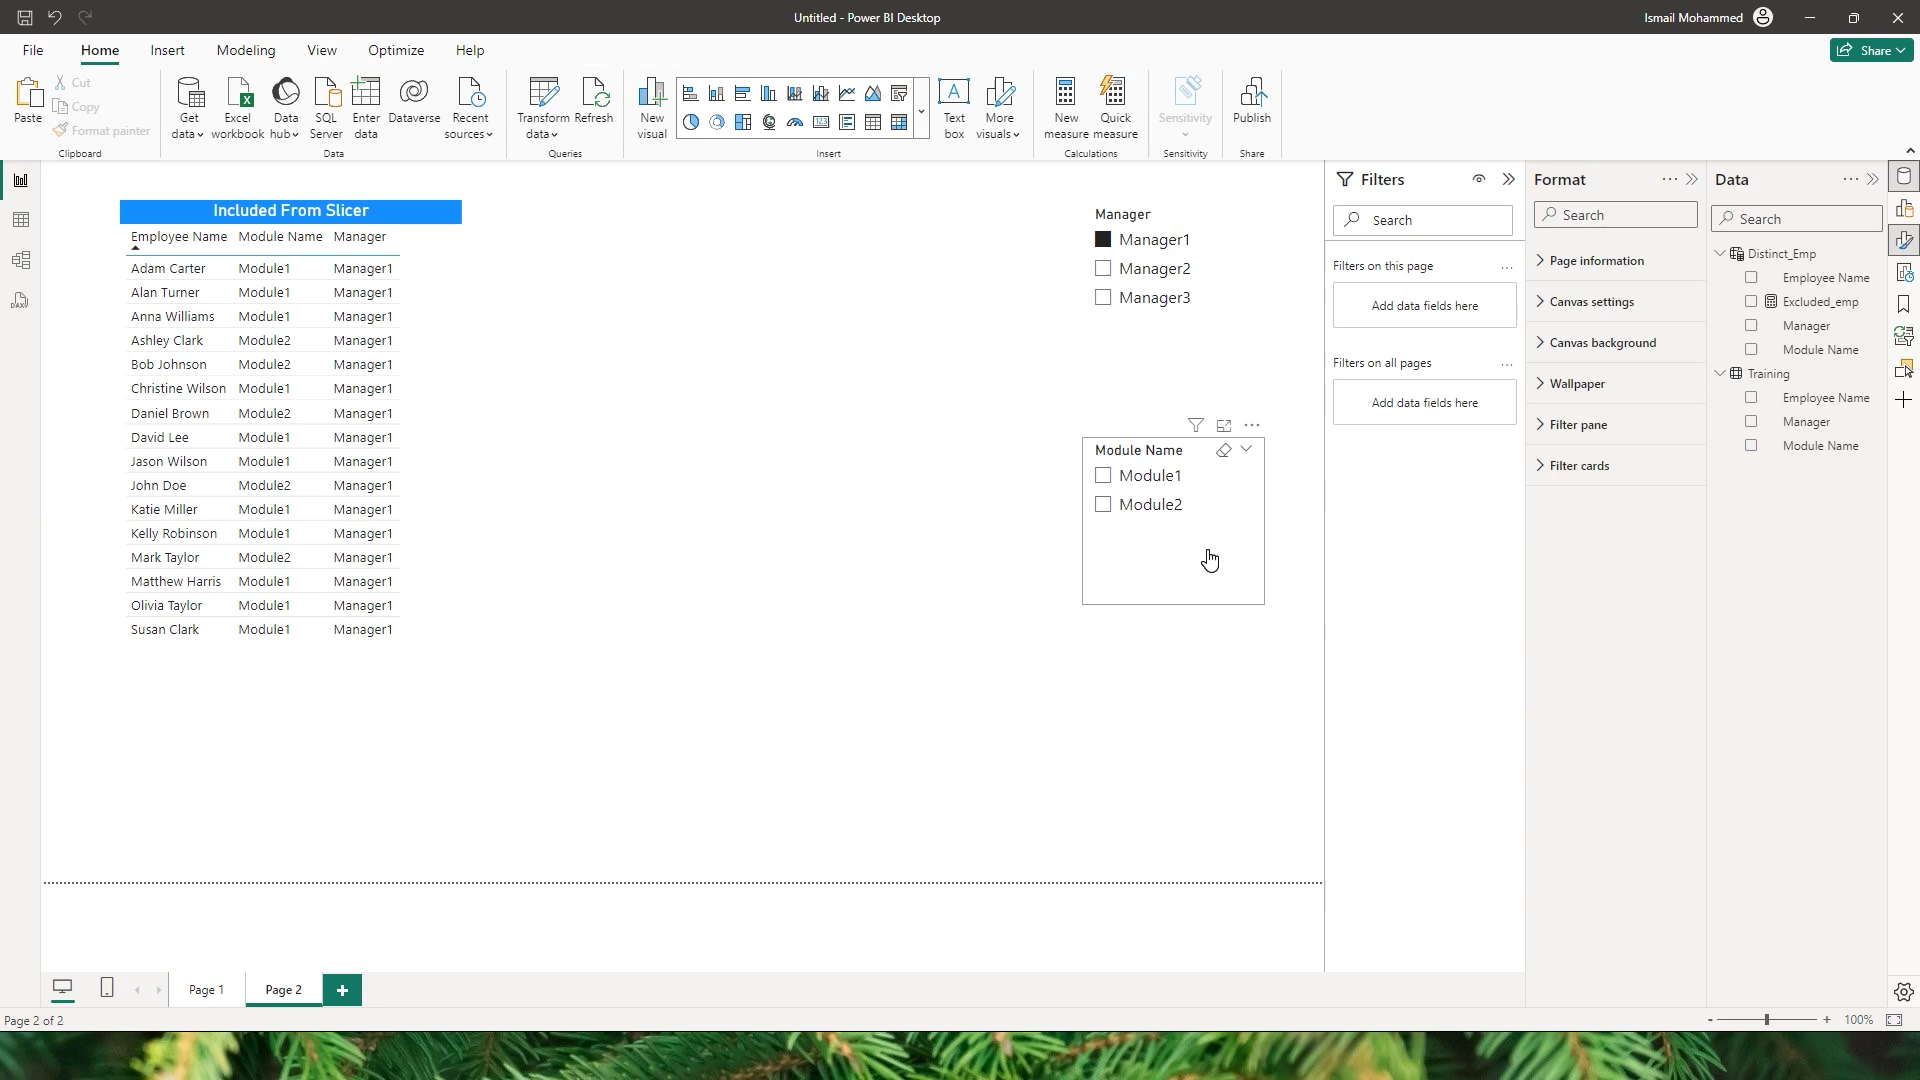 Untitled - Power BI Desktop
Ismail Mohammed
File Home Insert Modeling View Optimize Help
Share
Paste
Cut
Copy
Format painter
Get data
Excel workbook
Data hub
SQL Server
Enter data
Dataverse
Recent sources
Transform data
Refresh
New visual
Text box
More visuals
New measure
Quick measure
Sensitivity
Publish
Clipboard
Data
Queries
Insert
Calculations
Sensitivity
Share
Included From Slicer
Employee Name Module Name Manager
Adam Carter Module1 Manager1
Alan Turner Module1 Manager1
Anna Williams Module1 Manager1
Ashley Clark Module2 Manager1
Bob Johnson Module2 Manager1
Christine Wilson Module1 Manager1
Daniel Brown Module2 Manager1
David Lee Module1 Manager1
Jason Wilson Module1 Manager1
John Doe Module2 Manager1
Katie Miller Module1 Manager1
Kelly Robinson Module1 Manager1
Mark Taylor Module2 Manager1
Matthew Harris Module1 Manager1
Olivia Taylor Module1 Manager1
Susan Clark Module1 Manager1
Manager
Manager1
Manager2
Manager3
Module Name
Module1
Module2
Filters
Search
Filters on this page
Add data fields here
Filters on all pages
Add data fields here
Format
Search
Page information
Canvas settings
Canvas background
Wallpaper
Filter pane
Filter cards
Data
Search
Distinct_Emp
Employee Name
Excluded_emp
Manager
Module Name
Training
Employee Name
Manager
Module Name
DAX
Page 1
Page 2
Page 2 of 2
- + 100%